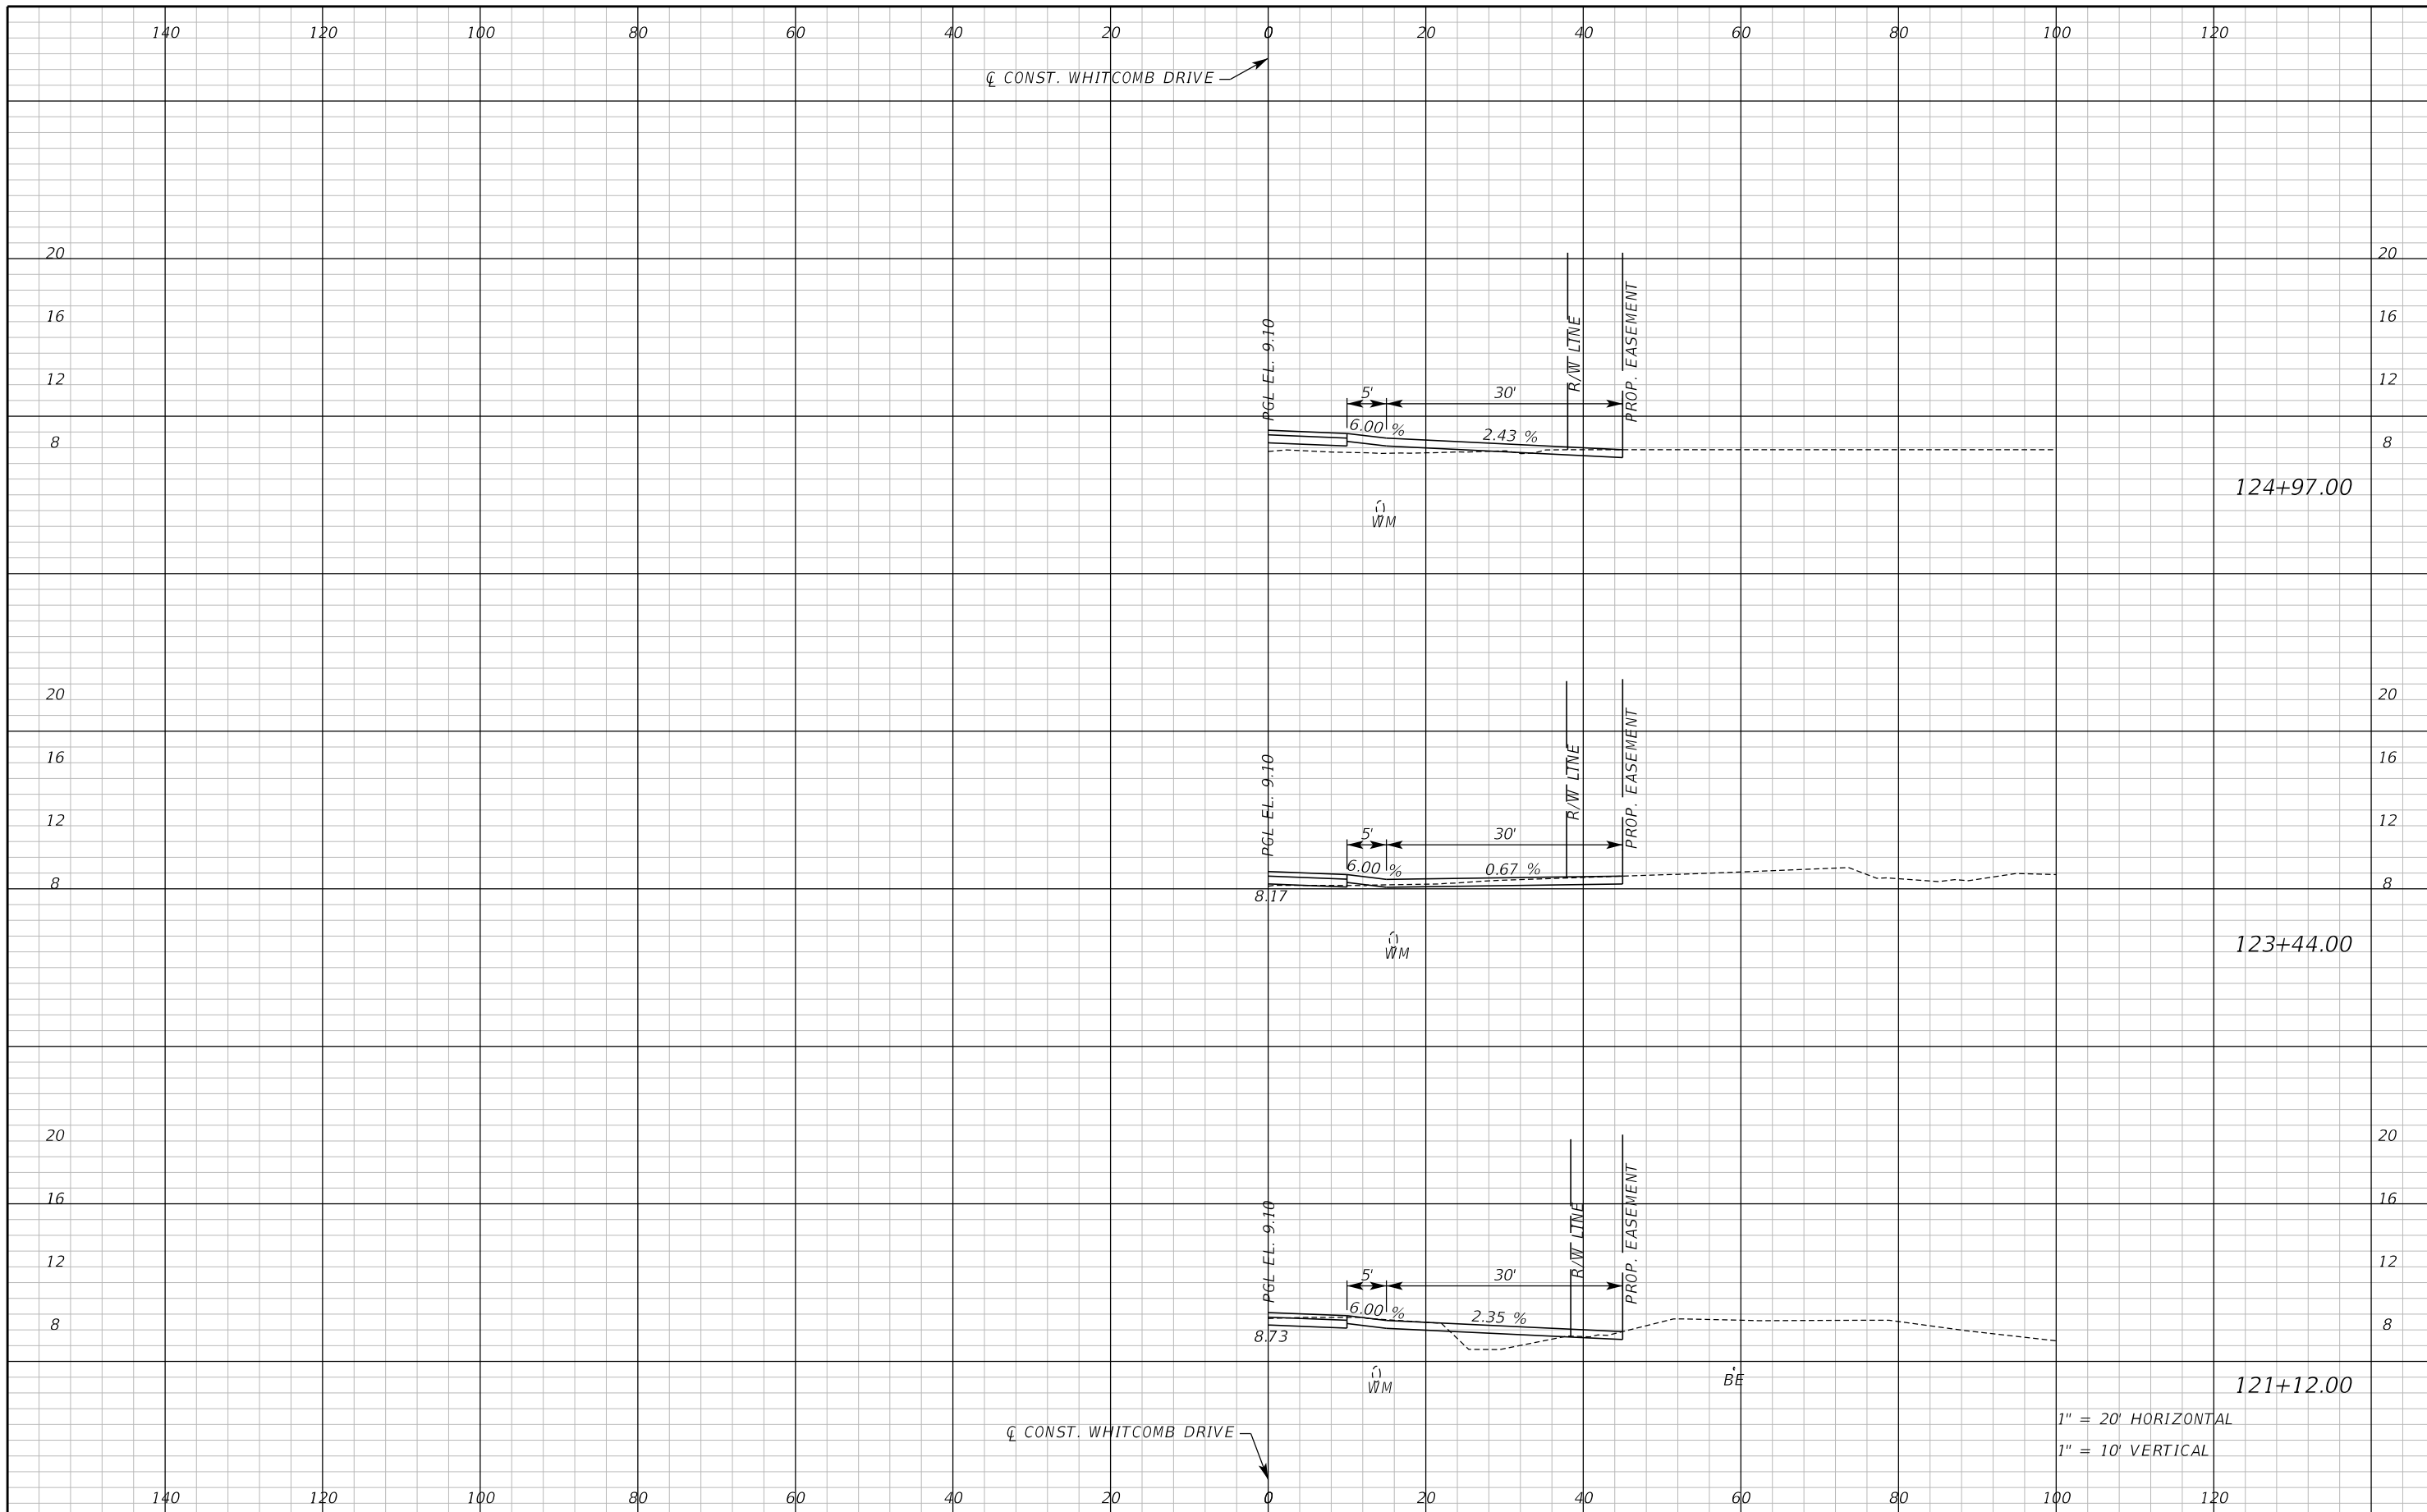 140 120 100 80 60 40 20 0 20 40 60 80 100 120
℄ CONST. WHITCOMB DRIVE
20 20
16 16
12 12
8 8
PGL EL. 9.10
5' 30'
6.00 % 2.43 %
R/W LINE
PROP. EASEMENT
124+97.00
WM
20 20
16 16
12 12
8 8
PGL EL. 9.10
5' 30'
6.00 % 0.67 %
R/W LINE
PROP. EASEMENT
8.17
123+44.00
WM
20 20
16 16
12 12
8 8
PGL EL. 9.10
5' 30'
6.00 % 2.35 %
R/W LINE
PROP. EASEMENT
8.73
WM
BE
121+12.00
1" = 20' HORIZONTAL
1" = 10' VERTICAL
℄ CONST. WHITCOMB DRIVE
140 120 100 80 60 40 20 0 20 40 60 80 100 120